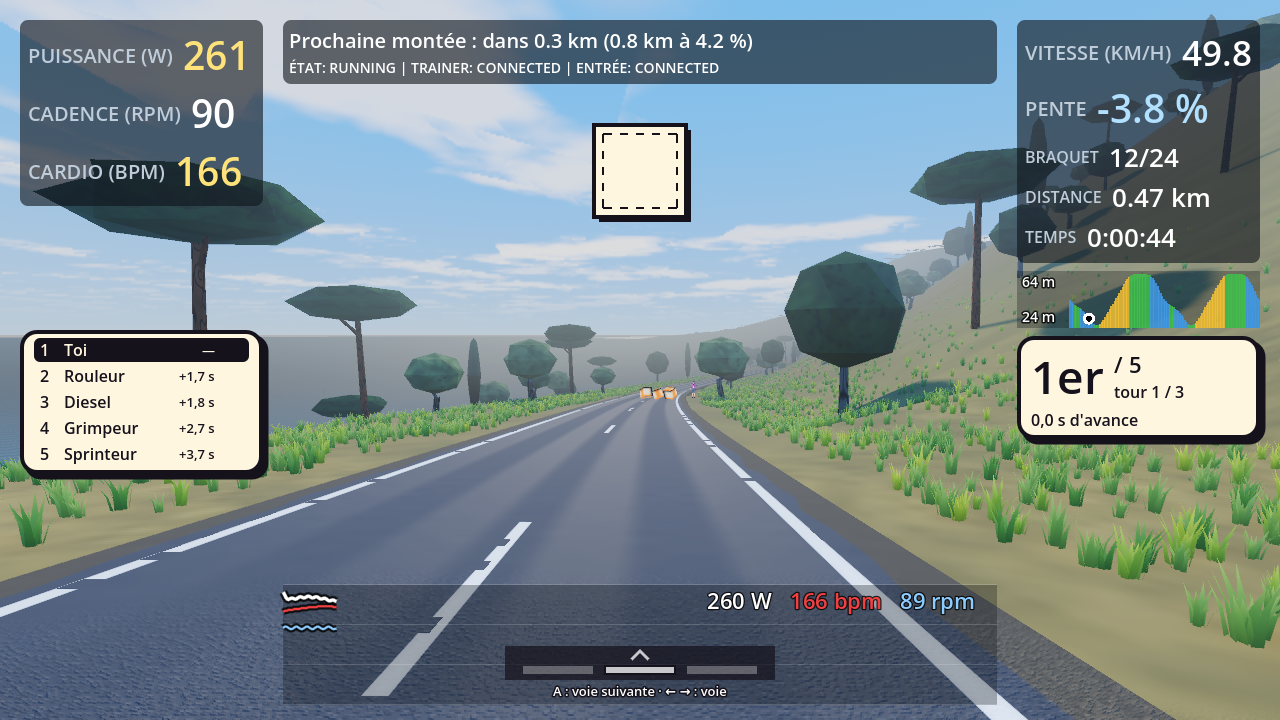 PUISSANCE (W) 261
CADENCE (RPM) 90
CARDIO (BPM) 166
Prochaine montée : dans 0.3 km (0.8 km à 4.2 %)
ÉTAT: RUNNING | TRAINER: CONNECTED | ENTRÉE: CONNECTED
VITESSE (KM/H) 49.8
PENTE -3.8 %
BRAQUET 12/24
DISTANCE 0.47 km
TEMPS 0:00:44
64 m
24 m
1 Toi —
2 Rouleur +1,7 s
3 Diesel +1,8 s
4 Grimpeur +2,7 s
5 Sprinteur +3,7 s
1er / 5
tour 1 / 3
0,0 s d'avance
260 W 166 bpm 89 rpm
A : voie suivante · ← → : voie